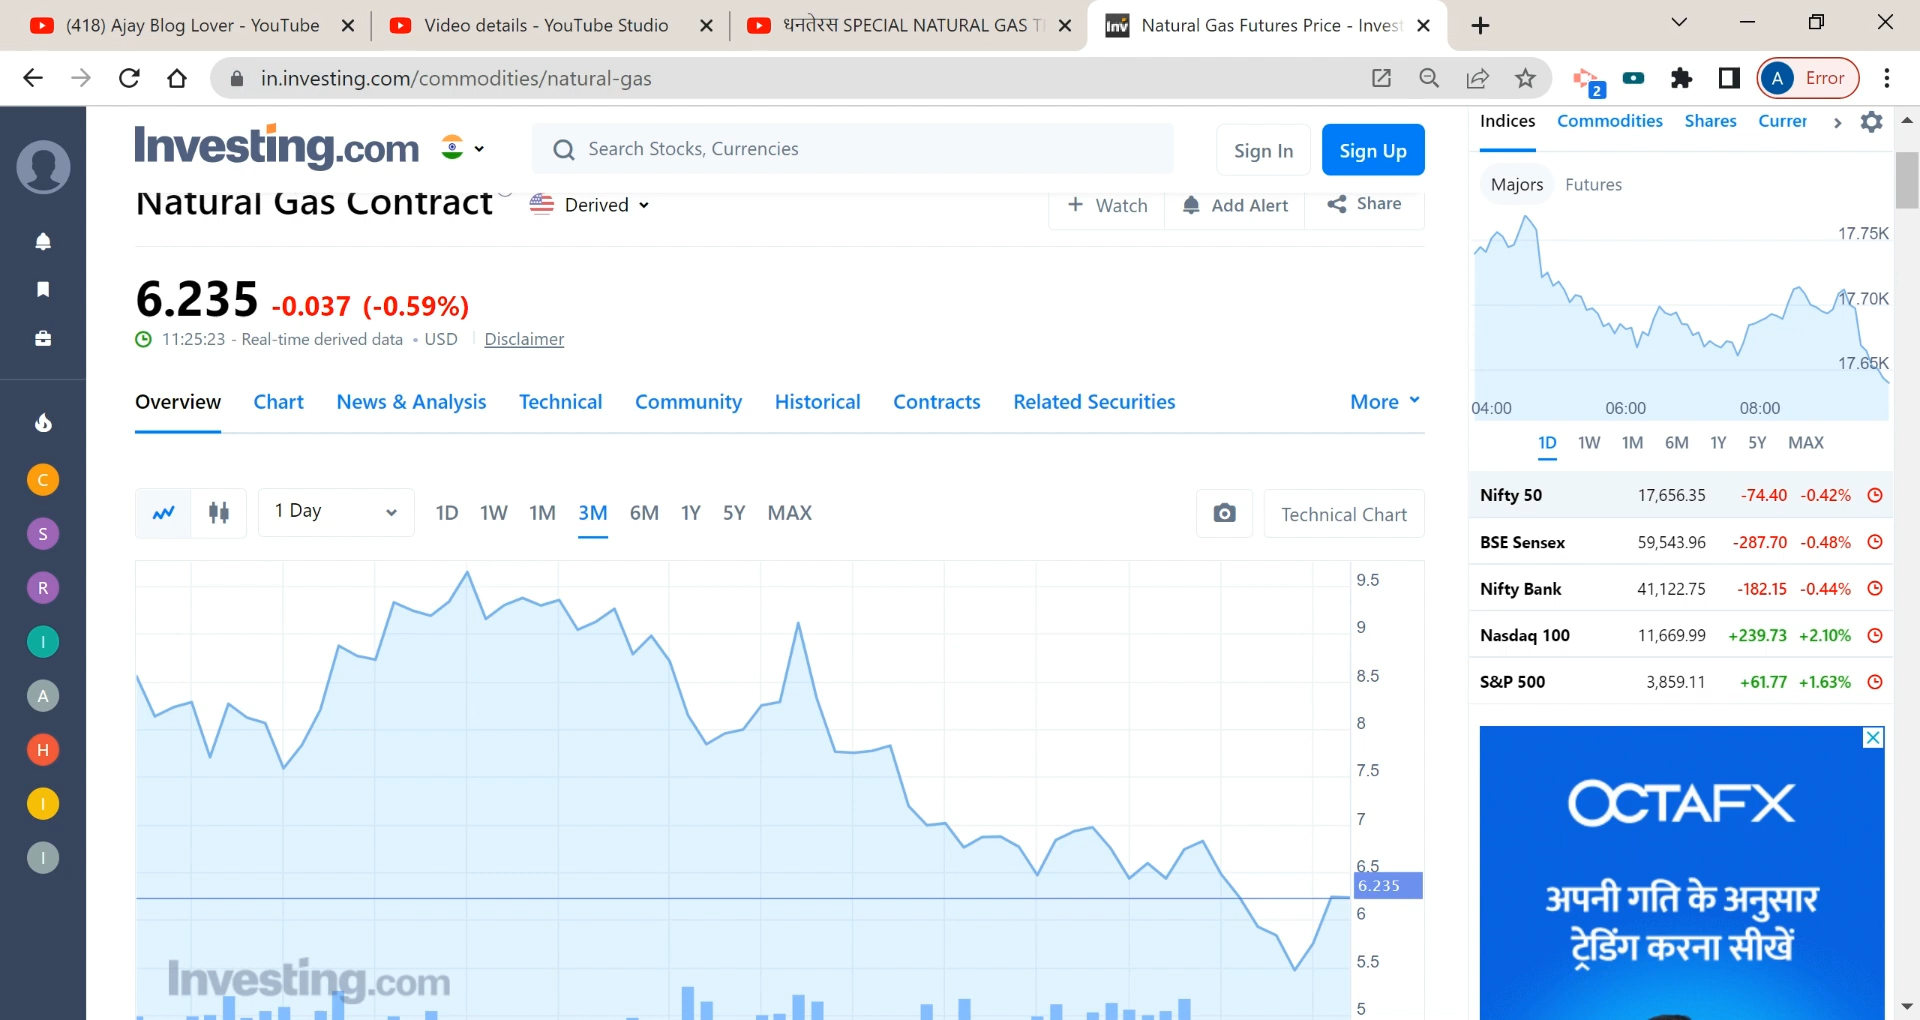 (418) Ajay Blog Lover - YouTube
Video details - YouTube Studio
धनतेरस SPECIAL NATURAL GAS
Natural Gas Futures Price - Invest
in.investing.com/commodities/natural-gas
2
A Error
Investing.com
Search Stocks, Currencies
Sign In
Sign Up
Natural Gas Contract
Derived
+ Watch
Add Alert
Share
6.235 -0.037 (-0.59%)
11:25:23 - Real-time derived data • USD
Disclaimer
Overview
Chart
News & Analysis
Technical
Community
Historical
Contracts
Related Securities
More
1 Day
1D 1W 1M 3M 6M 1Y 5Y MAX
Technical Chart
9.5
9
8.5
8
7.5
7
6.5
6.235
6
5.5
5
Investing.com
C
S
R
I
A
H
I
I
Indices Commodities Shares Curren
Majors Futures
17.75K
17.70K
17.65K
04:00 06:00 08:00
1D 1W 1M 6M 1Y 5Y MAX
Nifty 50 17,656.35 -74.40 -0.42%
BSE Sensex 59,543.96 -287.70 -0.48%
Nifty Bank 41,122.75 -182.15 -0.44%
Nasdaq 100 11,669.99 +239.73 +2.10%
S&P 500 3,859.11 +61.77 +1.63%
OCTAFX
अपनी गति के अनुसार
ट्रेडिंग करना सीखें